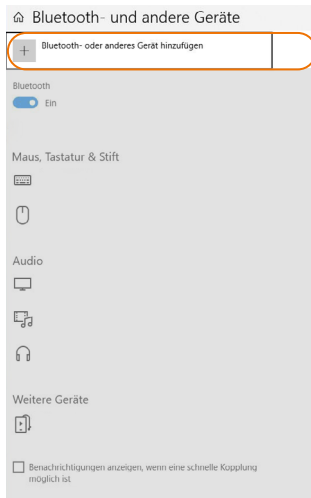 Bluetooth- und andere Geräte
Bluetooth- oder anderes Gerät hinzufügen
Bluetooth
Ein
Maus, Tastatur & Stift
Audio
Weitere Geräte
Benachrichtigungen anzeigen, wenn eine schnelle Kopplung
möglich ist